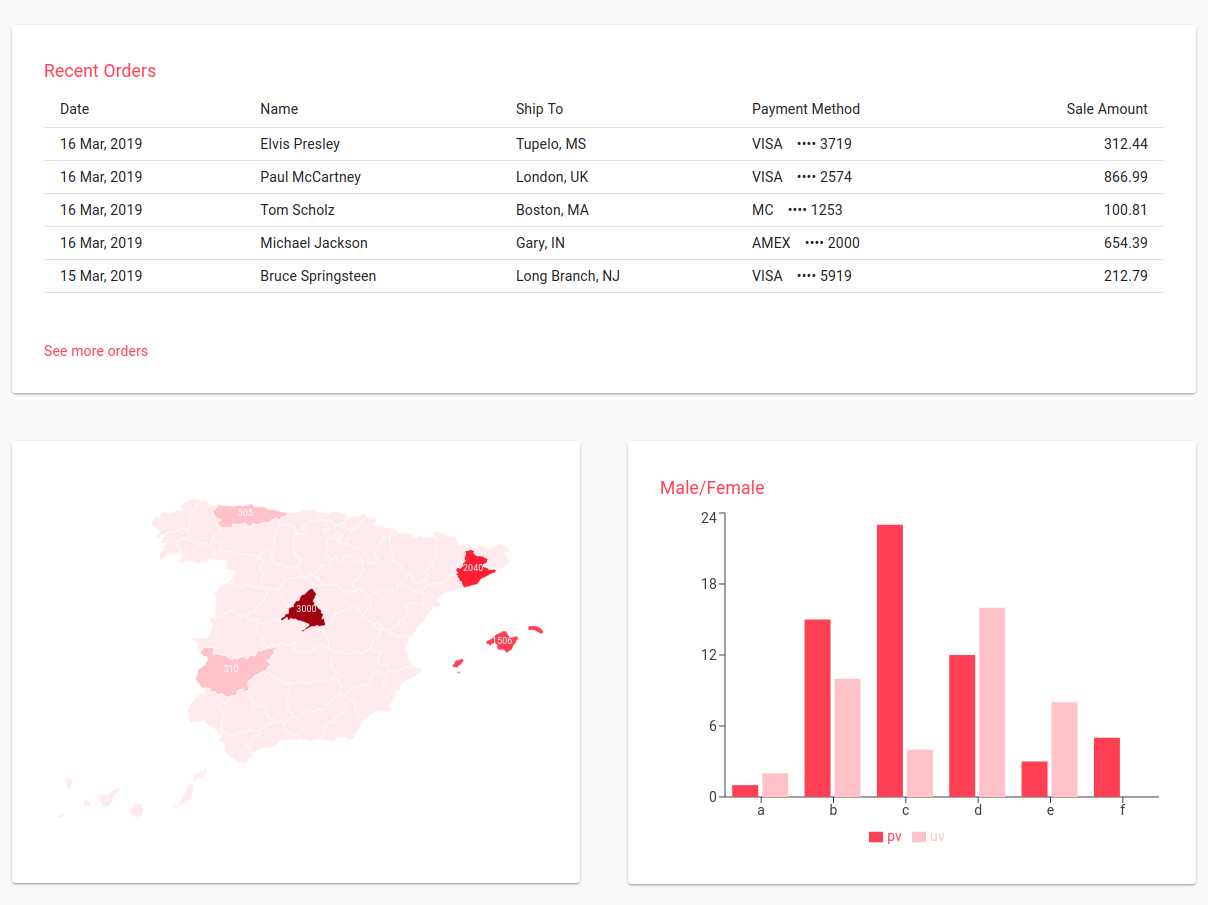 Recent Orders
Date Name Ship To Payment Method Sale Amount
16 Mar, 2019 Elvis Presley Tupelo, MS VISA •••• 3719 312.44
16 Mar, 2019 Paul McCartney London, UK VISA •••• 2574 866.99
16 Mar, 2019 Tom Scholz Boston, MA MC •••• 1253 100.81
16 Mar, 2019 Michael Jackson Gary, IN AMEX •••• 2000 654.39
15 Mar, 2019 Bruce Springsteen Long Branch, NJ VISA •••• 5919 212.79
See more orders
505
2040
3000
1506
310
Male/Female
24
18
12
6
0
a b c d e f
pv uv